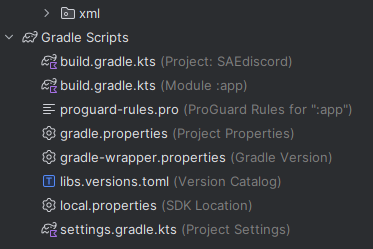 xml
Gradle Scripts
build.gradle.kts (Project: SAEdiscord)
build.gradle.kts (Module :app)
proguard-rules.pro (ProGuard Rules for ":app")
gradle.properties (Project Properties)
gradle-wrapper.properties (Gradle Version)
libs.versions.toml (Version Catalog)
local.properties (SDK Location)
settings.gradle.kts (Project Settings)